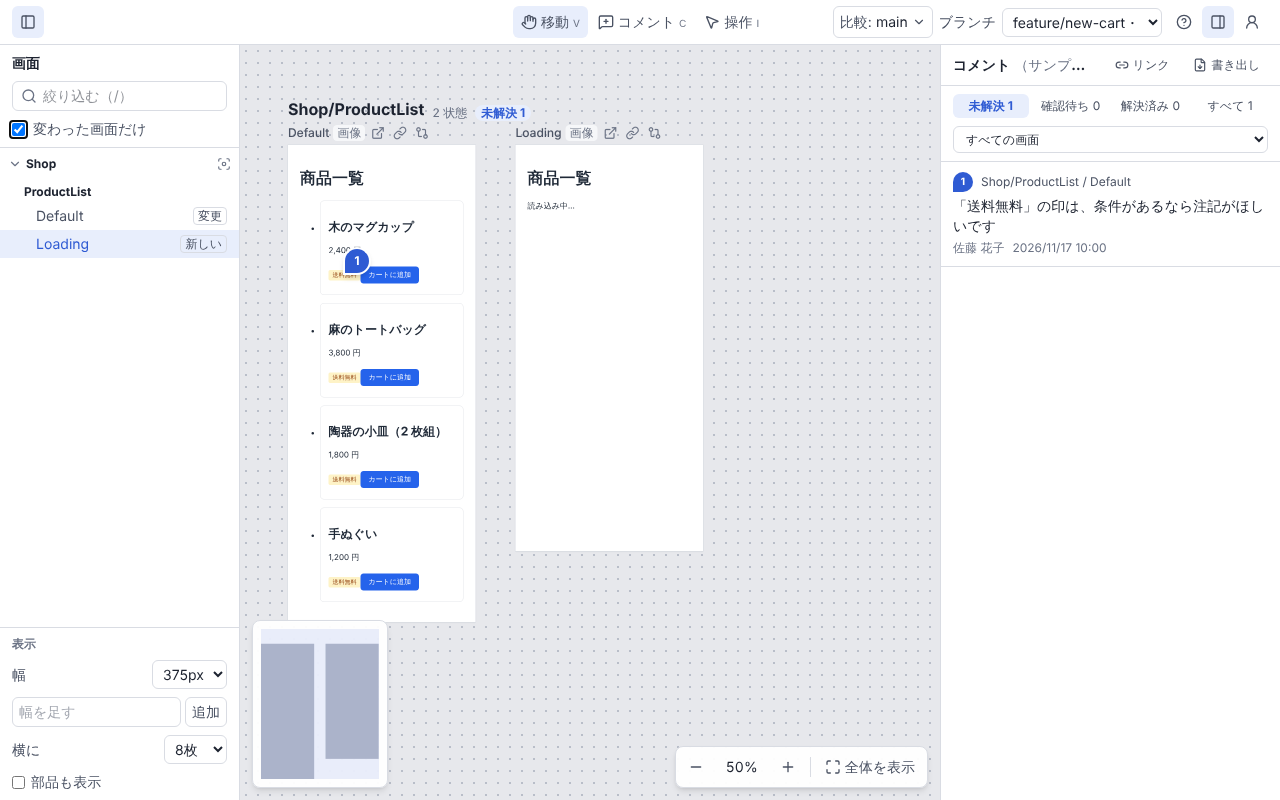 移動 V
コメント C
操作 I
比較: main
ブランチ
feature/new-cart ·
画面
絞り込む（/）
変わった画面だけ
Shop
ProductList
Default 変更
Loading 新しい
表示
幅 375px
幅を足す 追加
横に 8枚
部品も表示
Shop/ProductList 2 状態 · 未解決 1
Default 画像
商品一覧
木のマグカップ
2,400
1
カートに追加
麻のトートバッグ
3,800 円
送料無料 カートに追加
陶器の小皿（2 枚組）
1,800 円
送料無料 カートに追加
手ぬぐい
1,200 円
送料無料 カートに追加
Loading 画像
商品一覧
読み込み中...
50%
全体を表示
コメント （サンプ...
リンク
書き出し
未解決 1 確認待ち 0 解決済み 0 すべて 1
すべての画面
1 Shop/ProductList / Default
「送料無料」の印は、条件があるなら注記がほし
いです
佐藤 花子 2026/11/17 10:00